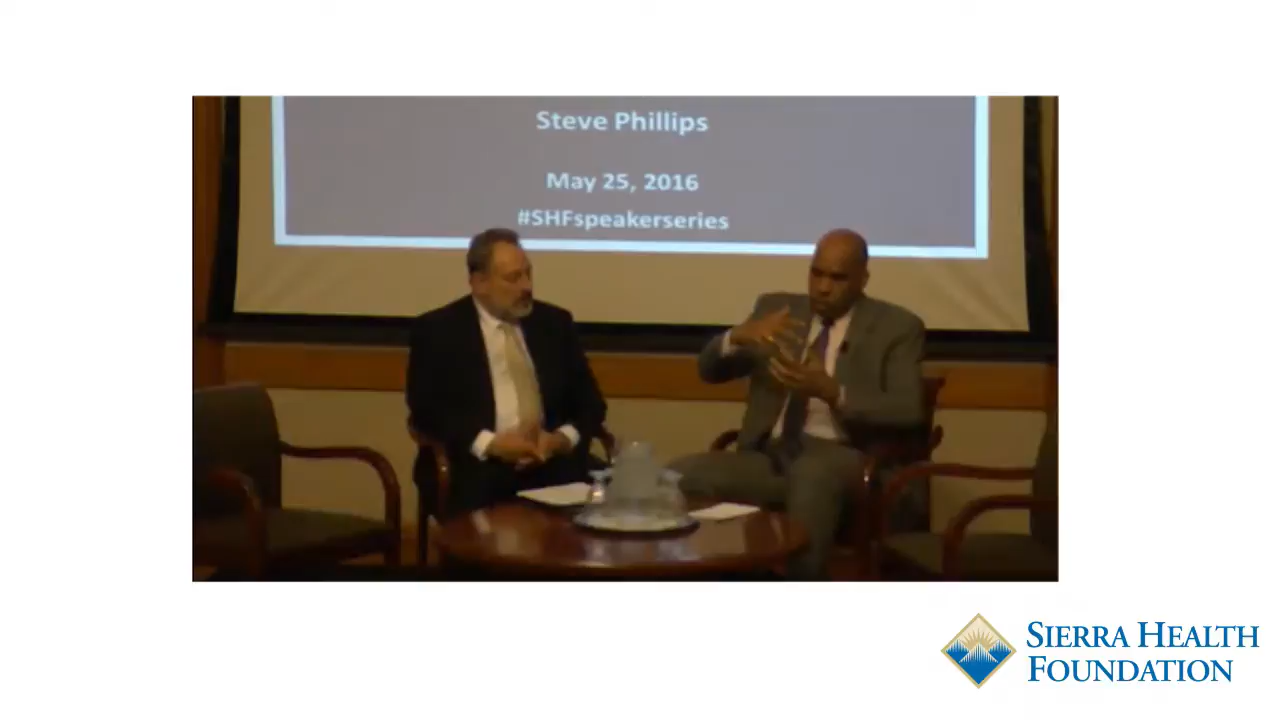 Steve Phillips
May 25, 2016
#SHFspeakerseries
SIERRA HEALTH
FOUNDATION